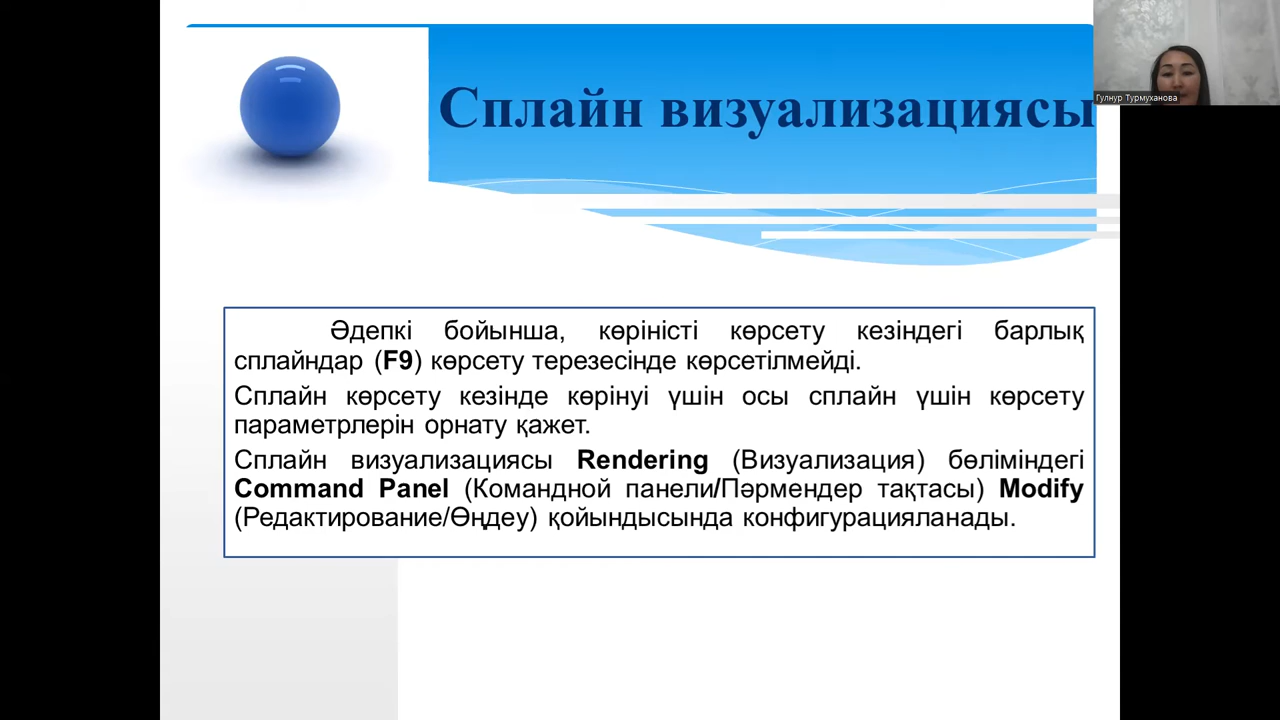 Сплайн визуализациясы
Гулнур Турмуханова
Әдепкі бойынша, көріністі көрсету кезіндегі барлық
сплайндар (F9) көрсету терезесінде көрсетілмейді.
Сплайн көрсету кезінде көрінуі үшін осы сплайн үшін көрсету
параметрлерін орнату қажет.
Сплайн визуализациясы Rendering (Визуализация) бөліміндегі
Command Panel (Командной панели/Пәрмендер тақтасы) Modify
(Редактирование/Өңдеу) қойындысында конфигурацияланады.